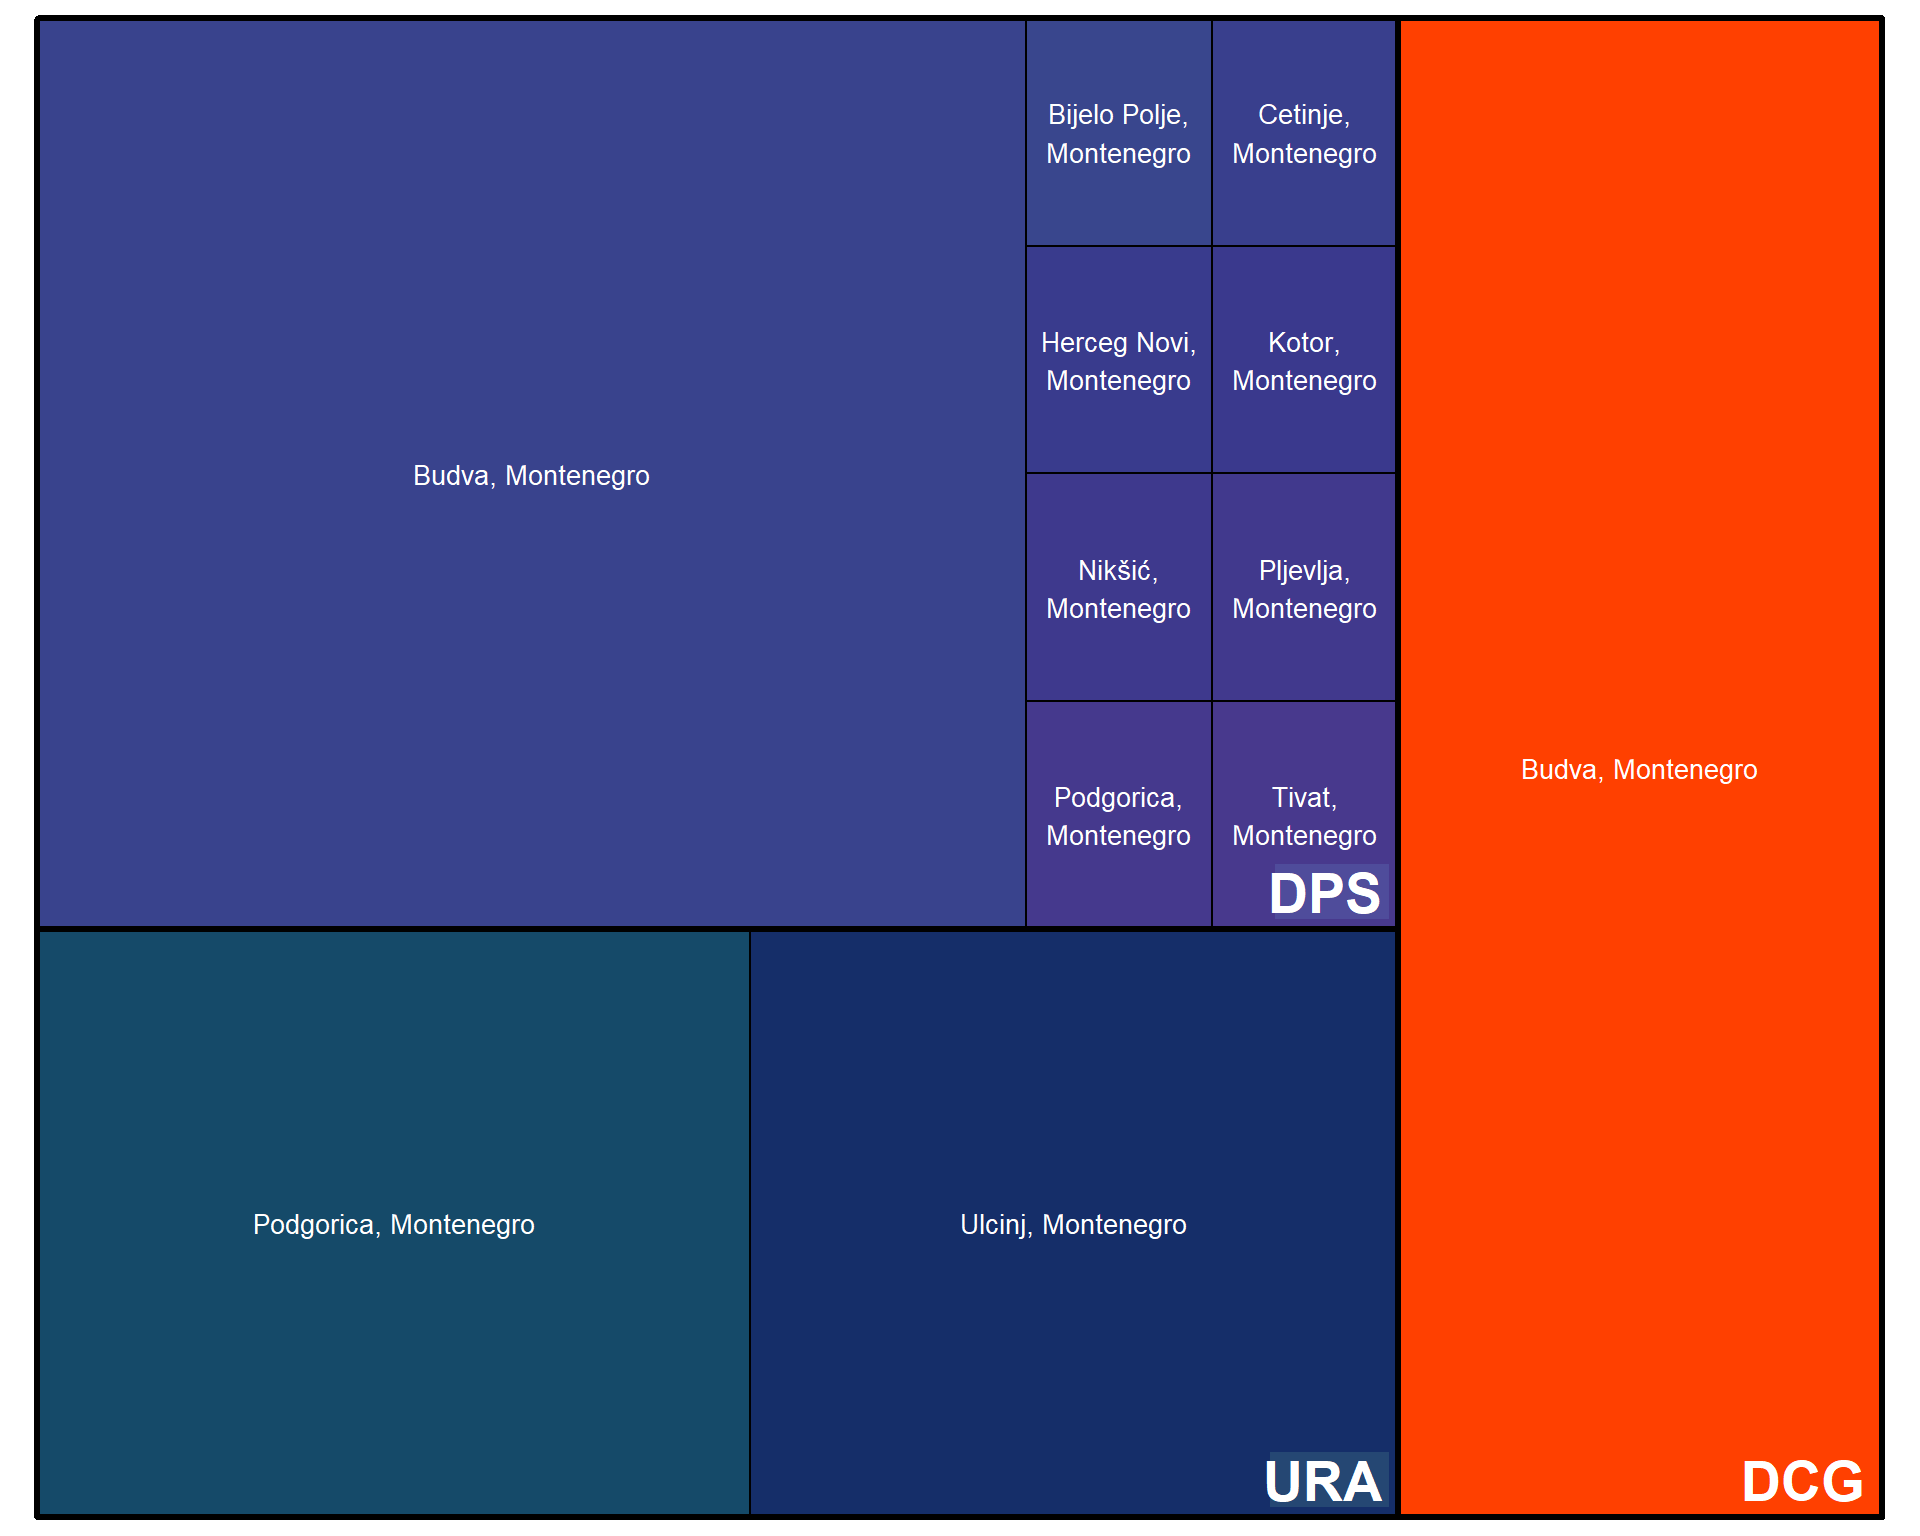 Budva, Montenegro
Bijelo Polje,
Montenegro
Cetinje,
Montenegro
Herceg Novi,
Montenegro
Kotor,
Montenegro
Nikšić,
Montenegro
Pljevlja,
Montenegro
Podgorica,
Montenegro
Tivat,
Montenegro
DPS
Podgorica, Montenegro
Ulcinj, Montenegro
URA
Budva, Montenegro
DCG